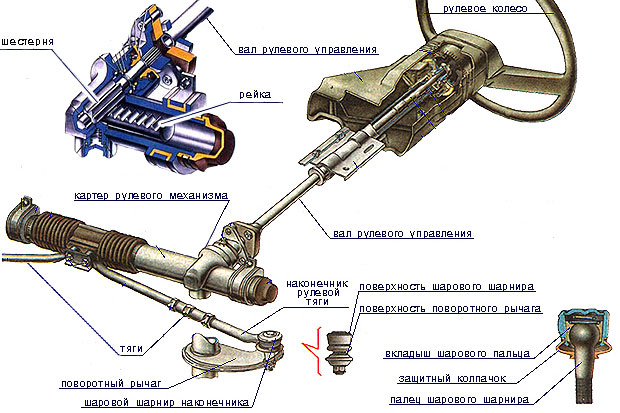 рулевое колесо
шестерня
вал рулевого управления
рейка
картер рулевого механизма
вал рулевого управления
наконечник
рулевой
тяги
поверхность шарового шарнира
поверхность поворотного рычага
тяги
вкладыш шарового пальца
поворотный рычаг
защитный колпачок
шаровой шарнир наконечника
палец шарового шарнира